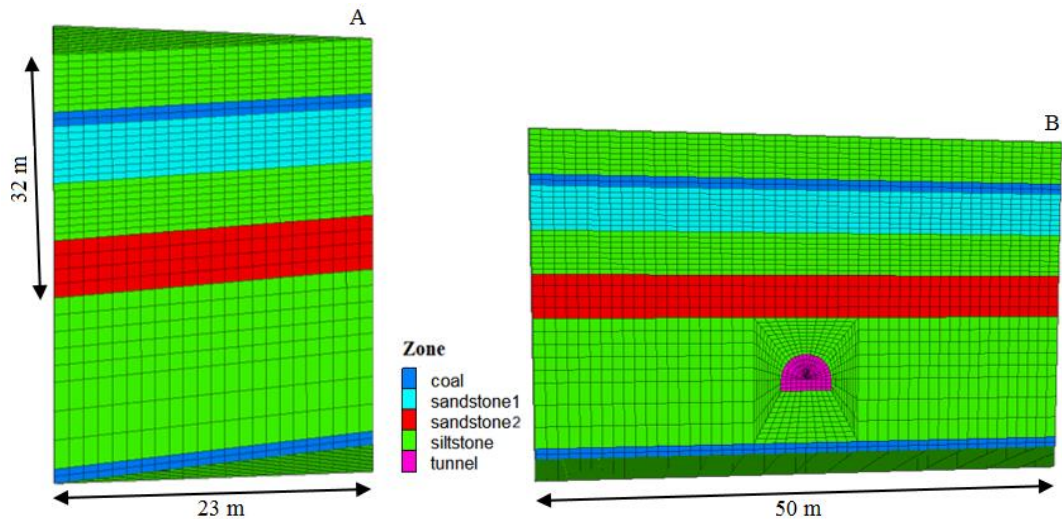 A
32 m
23 m
Zone
coal
sandstone1
sandstone2
siltstone
tunnel
B
50 m